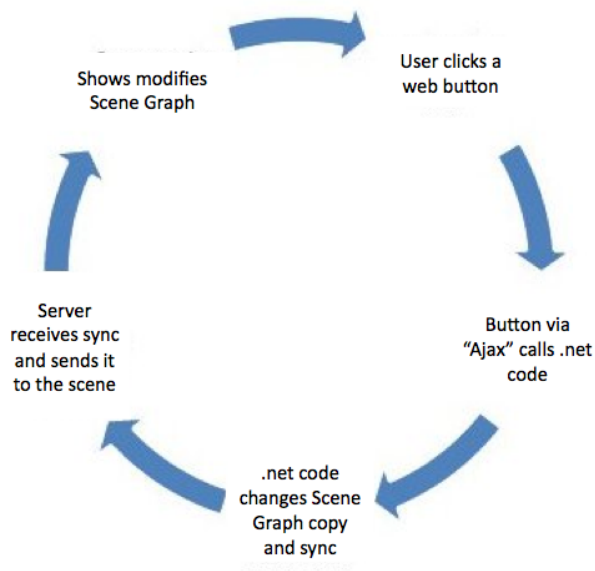 User clicks a
web button
Button via
“Ajax” calls .net
code
.net code
changes Scene
Graph copy
and sync
Server
receives sync
and sends it
to the scene
Shows modifies
Scene Graph